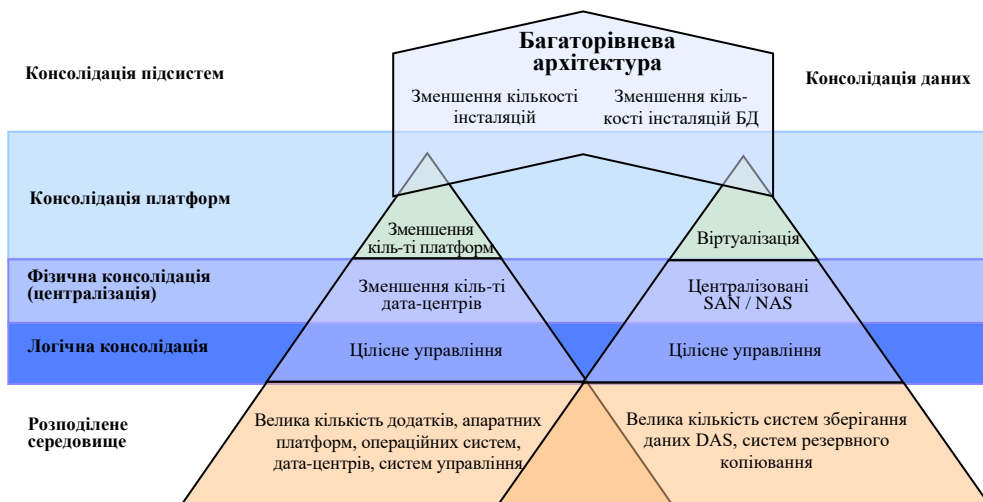 Багаторівнева
архітектура
Консолідація підсистем
Консолідація даних
Зменшення кількості
інсталяцій
Зменшення кіль-
кості інсталяцій БД
Консолідація платформ
Зменшення
кіль-ті платформ
Віртуалізація
Фізична консолідація
(централізація)
Зменшення кіль-ті
дата-центрів
Централізовані
SAN / NAS
Логічна консолідація
Цілісне управління
Цілісне управління
Розподілене
середовище
Велика кількість додатків, апаратних
платформ, операційних систем,
дата-центрів, систем управління
Велика кількість систем зберігання
даних DAS, систем резервного
копіювання